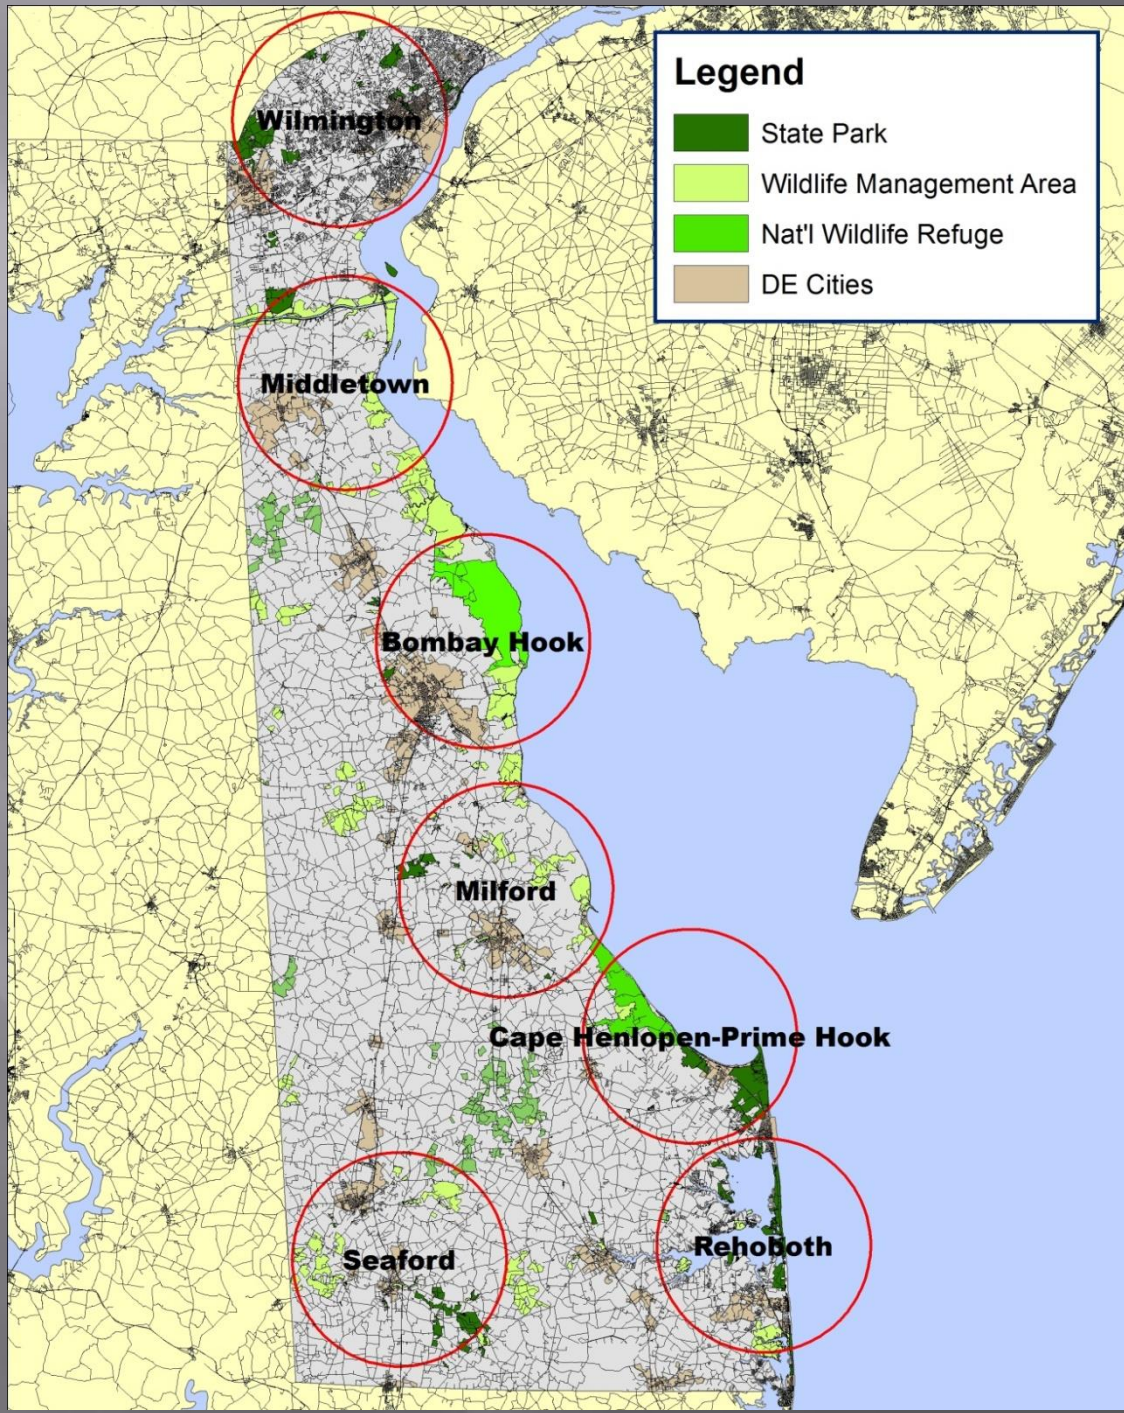 Legend
State Park
Wildlife Management Area
Nat'l Wildlife Refuge
DE Cities
Wilmington
Middletown
Bombay Hook
Milford
Cape Henlopen-Prime Hook
Seaford
Rehoboth